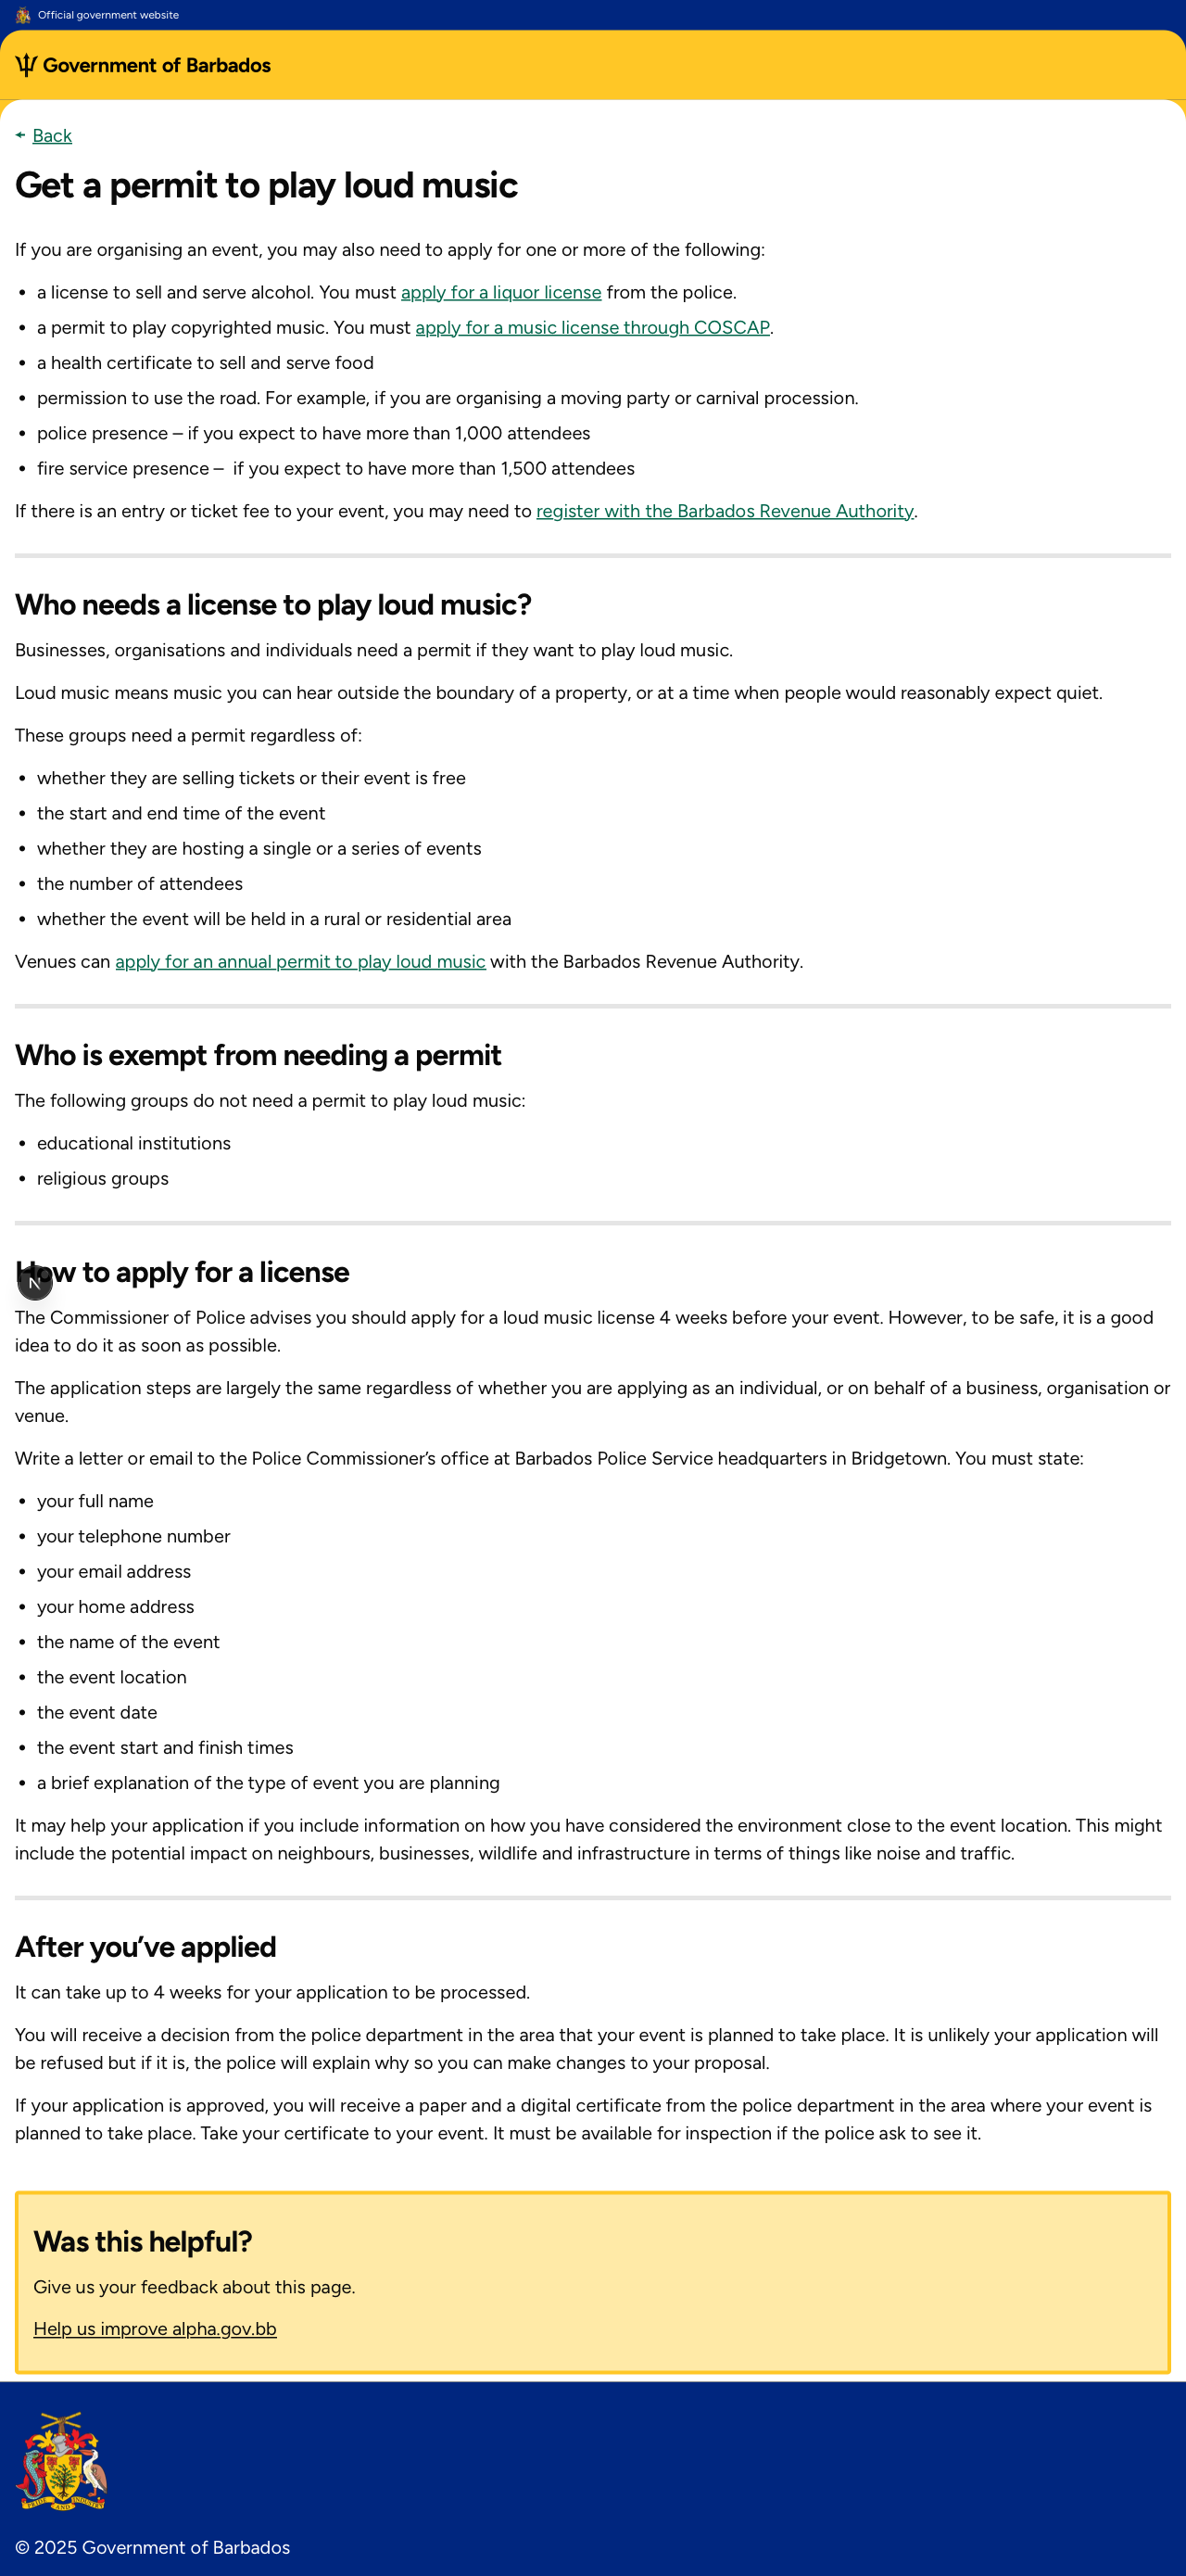 Official government website
Government of Barbados
Back
Get a permit to play loud music
If you are organising an event, you may also need to apply for one or more of the following:
• a license to sell and serve alcohol. You must apply for a liquor license from the police.
• a permit to play copyrighted music. You must apply for a music license through COSCAP.
• a health certificate to sell and serve food
• permission to use the road. For example, if you are organising a moving party or carnival procession.
• police presence – if you expect to have more than 1,000 attendees
• fire service presence –  if you expect to have more than 1,500 attendees
If there is an entry or ticket fee to your event, you may need to register with the Barbados Revenue Authority.
Who needs a license to play loud music?
Businesses, organisations and individuals need a permit if they want to play loud music.
Loud music means music you can hear outside the boundary of a property, or at a time when people would reasonably expect quiet.
These groups need a permit regardless of:
• whether they are selling tickets or their event is free
• the start and end time of the event
• whether they are hosting a single or a series of events
• the number of attendees
• whether the event will be held in a rural or residential area
Venues can apply for an annual permit to play loud music with the Barbados Revenue Authority.
Who is exempt from needing a permit
The following groups do not need a permit to play loud music:
• educational institutions
• religious groups
How to apply for a license
N
The Commissioner of Police advises you should apply for a loud music license 4 weeks before your event. However, to be safe, it is a good
idea to do it as soon as possible.
The application steps are largely the same regardless of whether you are applying as an individual, or on behalf of a business, organisation or
venue.
Write a letter or email to the Police Commissioner’s office at Barbados Police Service headquarters in Bridgetown. You must state:
• your full name
• your telephone number
• your email address
• your home address
• the name of the event
• the event location
• the event date
• the event start and finish times
• a brief explanation of the type of event you are planning
It may help your application if you include information on how you have considered the environment close to the event location. This might
include the potential impact on neighbours, businesses, wildlife and infrastructure in terms of things like noise and traffic.
After you’ve applied
It can take up to 4 weeks for your application to be processed.
You will receive a decision from the police department in the area that your event is planned to take place. It is unlikely your application will
be refused but if it is, the police will explain why so you can make changes to your proposal.
If your application is approved, you will receive a paper and a digital certificate from the police department in the area where your event is
planned to take place. Take your certificate to your event. It must be available for inspection if the police ask to see it.
Was this helpful?
Give us your feedback about this page.
Help us improve alpha.gov.bb
PRIDE AND INDUSTRY
© 2025 Government of Barbados